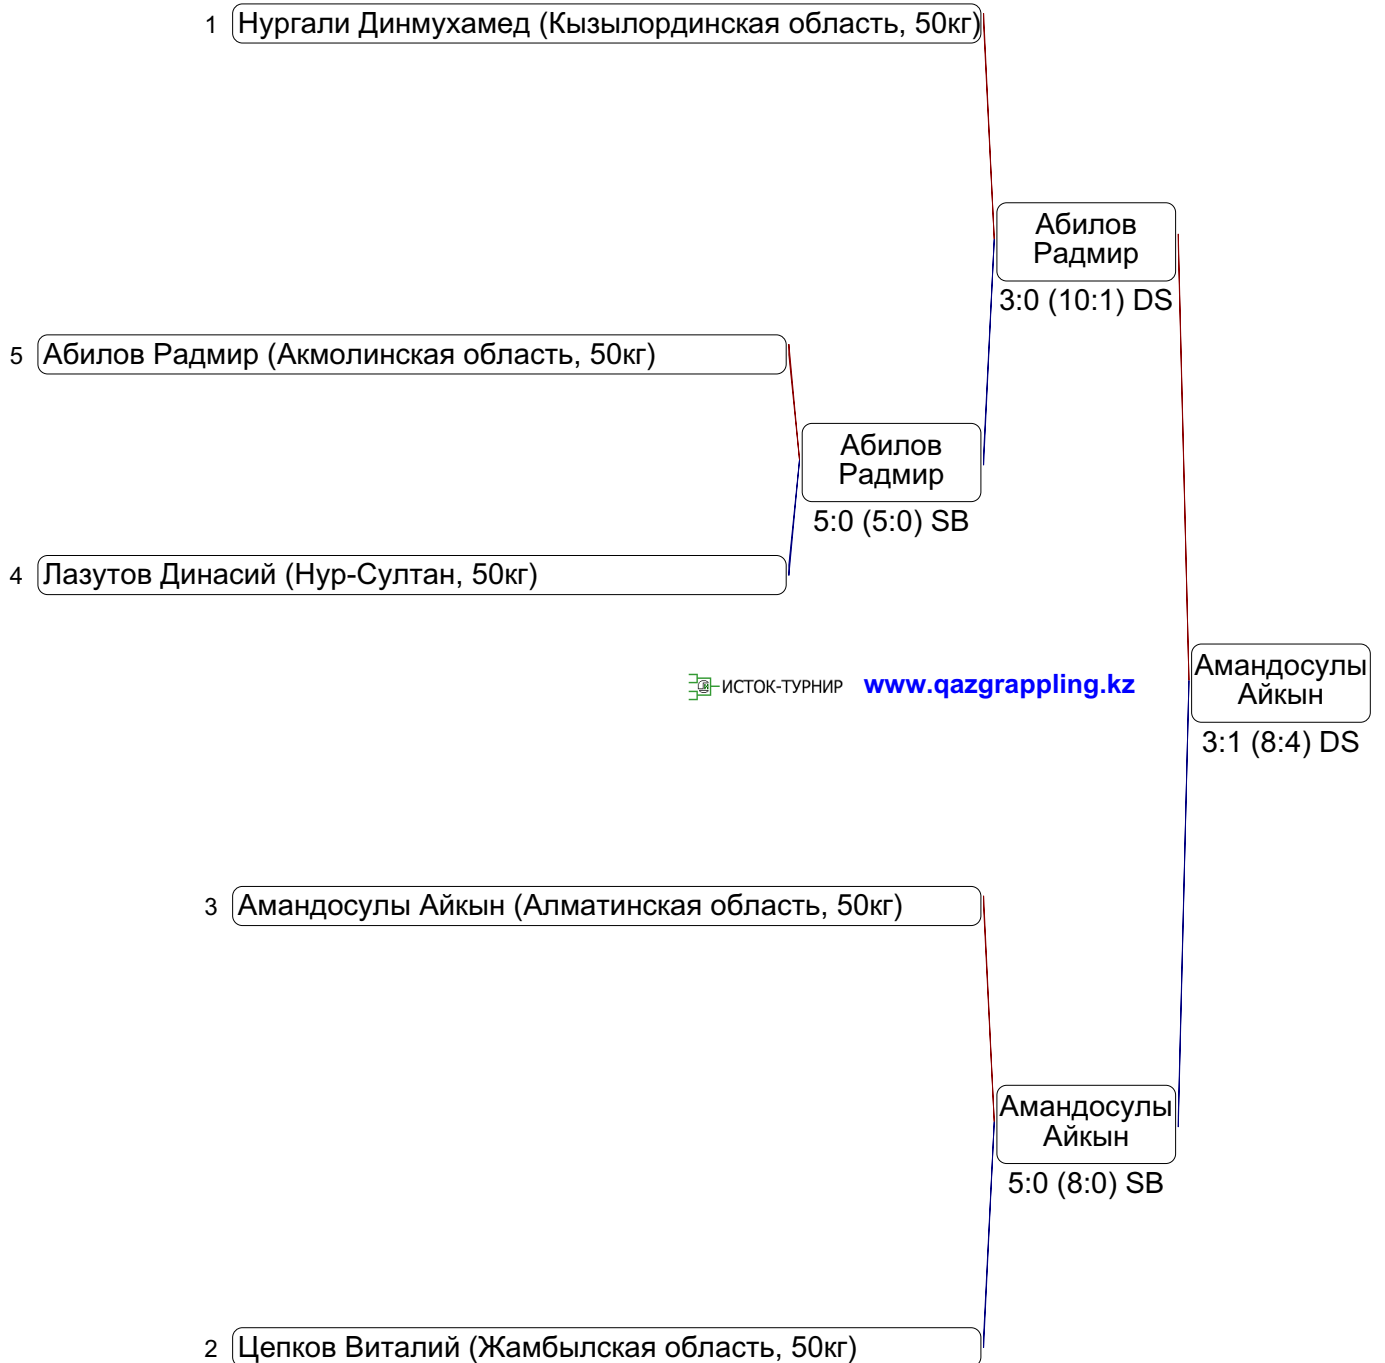 1 Нургали Динмухамед (Кызылординская область, 50кг)
Абилов
Радмир
3:0 (10:1) DS
5 Абилов Радмир (Акмолинская область, 50кг)
Абилов
Радмир
5:0 (5:0) SB
4 Лазутов Динасий (Нур-Султан, 50кг)
Амандосулы
Айкын
3:1 (8:4) DS
ИСТОК-ТУРНИР www.qazgrappling.kz
3 Амандосулы Айкын (Алматинская область, 50кг)
Амандосулы
Айкын
5:0 (8:0) SB
2 Цепков Виталий (Жамбылская область, 50кг)